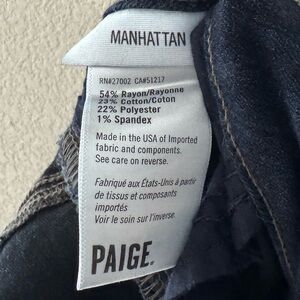 MANHATTAN
RN#27002 CA#51217
54% Rayon/Rayonne
23% Cotton/Coton
22% Polyester
1% Spandex
Made in the USA of Imported
fabric and components.
See care on reverse.
Fabriqué aux États-Unis à partir
de tissus et composants
importés
Voir le soin sur l'inverse.
PAIGE.